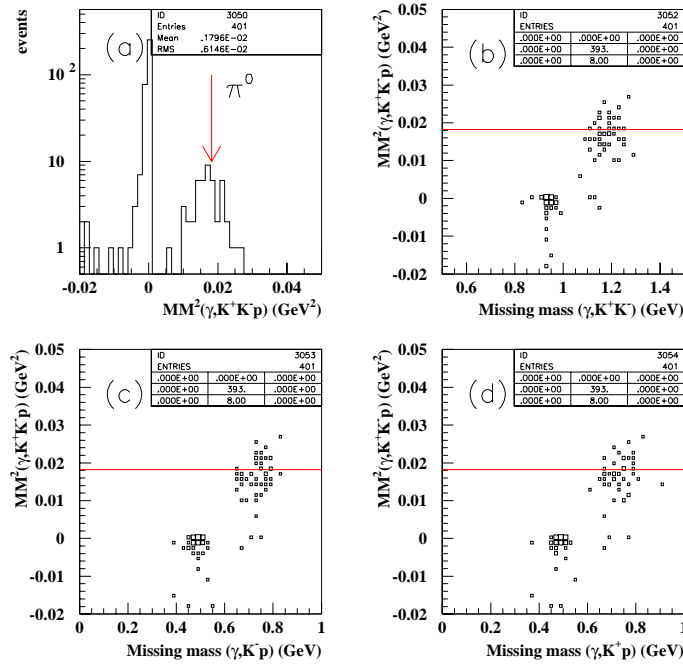 events
(a)
ID 3050
Entries 401
Mean .1796E-02
RMS .6146E-02
π⁰
10²
10
1
-0.02 0 0.02 0.04
MM²(γ,K⁺K⁻p) (GeV²)
(b)
ID 3052
ENTRIES 401
.000E+00 .000E+00 .000E+00
.000E+00 393. .000E+00
.000E+00 8.00 .000E+00
MM²(γ,K⁺K⁻p) (GeV²)
0.05
0.04
0.03
0.02
0.01
0
-0.01
-0.02
0.6 0.8 1 1.2 1.4
Missing mass (γ,K⁺K⁻) (GeV)
(c)
ID 3053
ENTRIES 401
.000E+00 .000E+00 .000E+00
.000E+00 393. .000E+00
.000E+00 8.00 .000E+00
MM²(γ,K⁺K⁻p) (GeV²)
0.05
0.04
0.03
0.02
0.01
0
-0.01
-0.02
0 0.2 0.4 0.6 0.8 1
Missing mass (γ,K⁻p) (GeV)
(d)
ID 3054
ENTRIES 401
.000E+00 .000E+00 .000E+00
.000E+00 393. .000E+00
.000E+00 8.00 .000E+00
MM²(γ,K⁺K⁻p) (GeV²)
0.05
0.04
0.03
0.02
0.01
0
-0.01
-0.02
0 0.2 0.4 0.6 0.8 1
Missing mass (γ,K⁺p) (GeV)